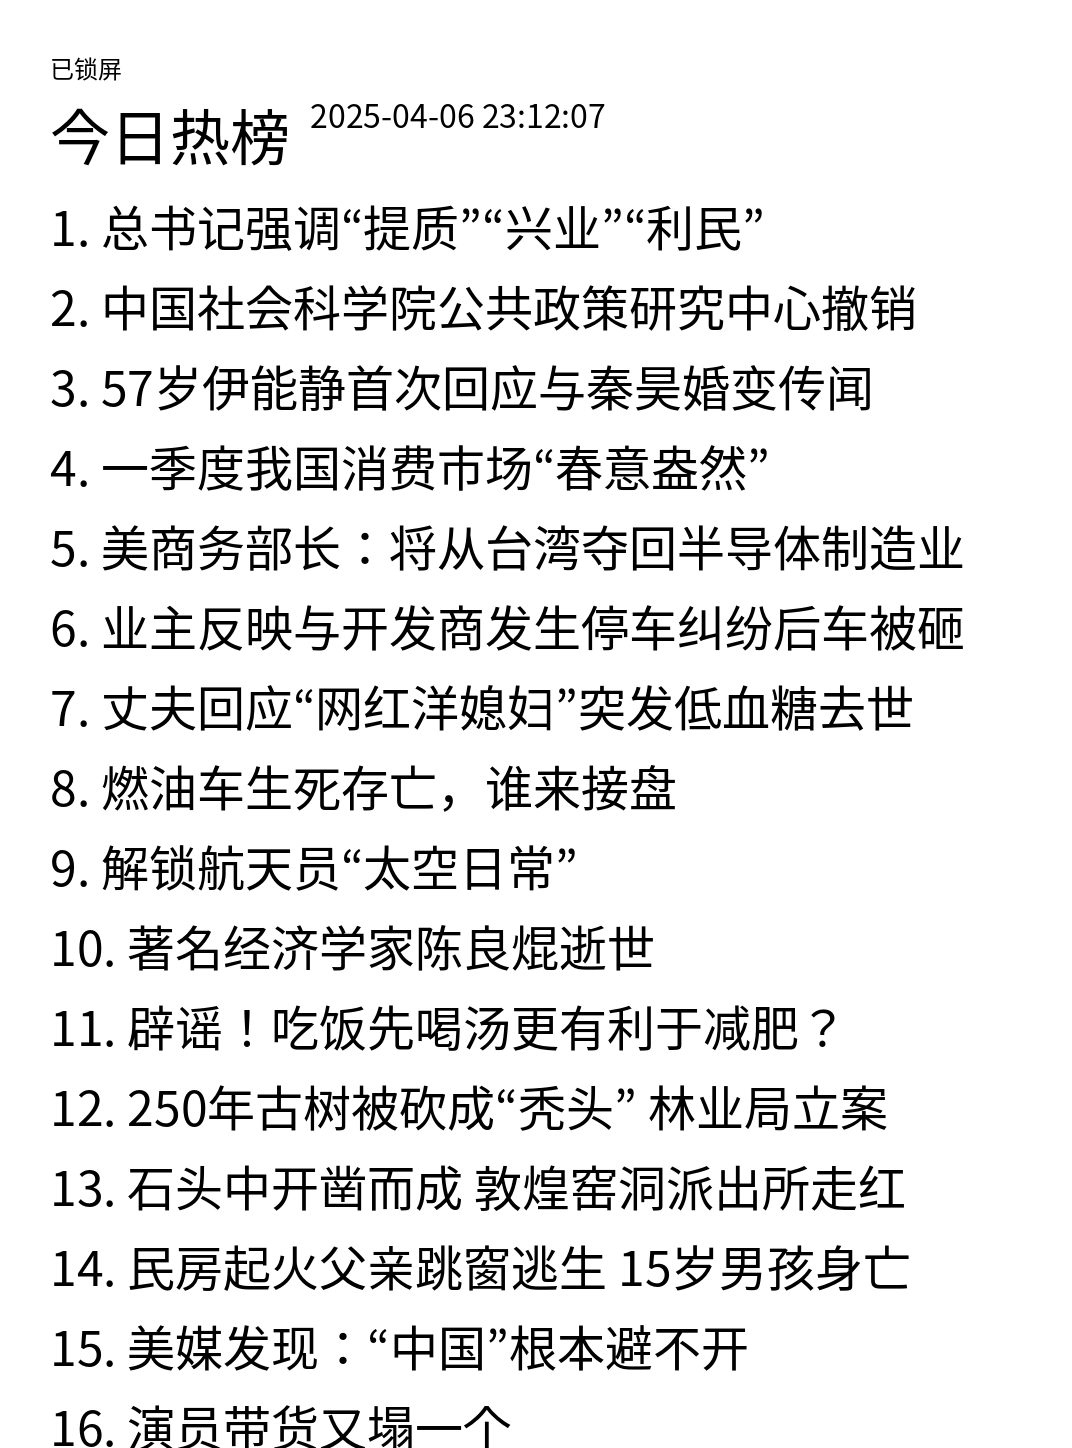 已锁屏
今日热榜 2025-04-06 23:12:07
1. 总书记强调“提质”“兴业”“利民”
2. 中国社会科学院公共政策研究中心撤销
3. 57岁伊能静首次回应与秦昊婚变传闻
4. 一季度我国消费市场“春意盎然”
5. 美商务部长：将从台湾夺回半导体制造业
6. 业主反映与开发商发生停车纠纷后车被砸
7. 丈夫回应“网红洋媳妇”突发低血糖去世
8. 燃油车生死存亡，谁来接盘
9. 解锁航天员“太空日常”
10. 著名经济学家陈良焜逝世
11. 辟谣！吃饭先喝汤更有利于减肥？
12. 250年古树被砍成“秃头” 林业局立案
13. 石头中开凿而成 敦煌窑洞派出所走红
14. 民房起火父亲跳窗逃生 15岁男孩身亡
15. 美媒发现：“中国”根本避不开
16. 演员带货又塌一个